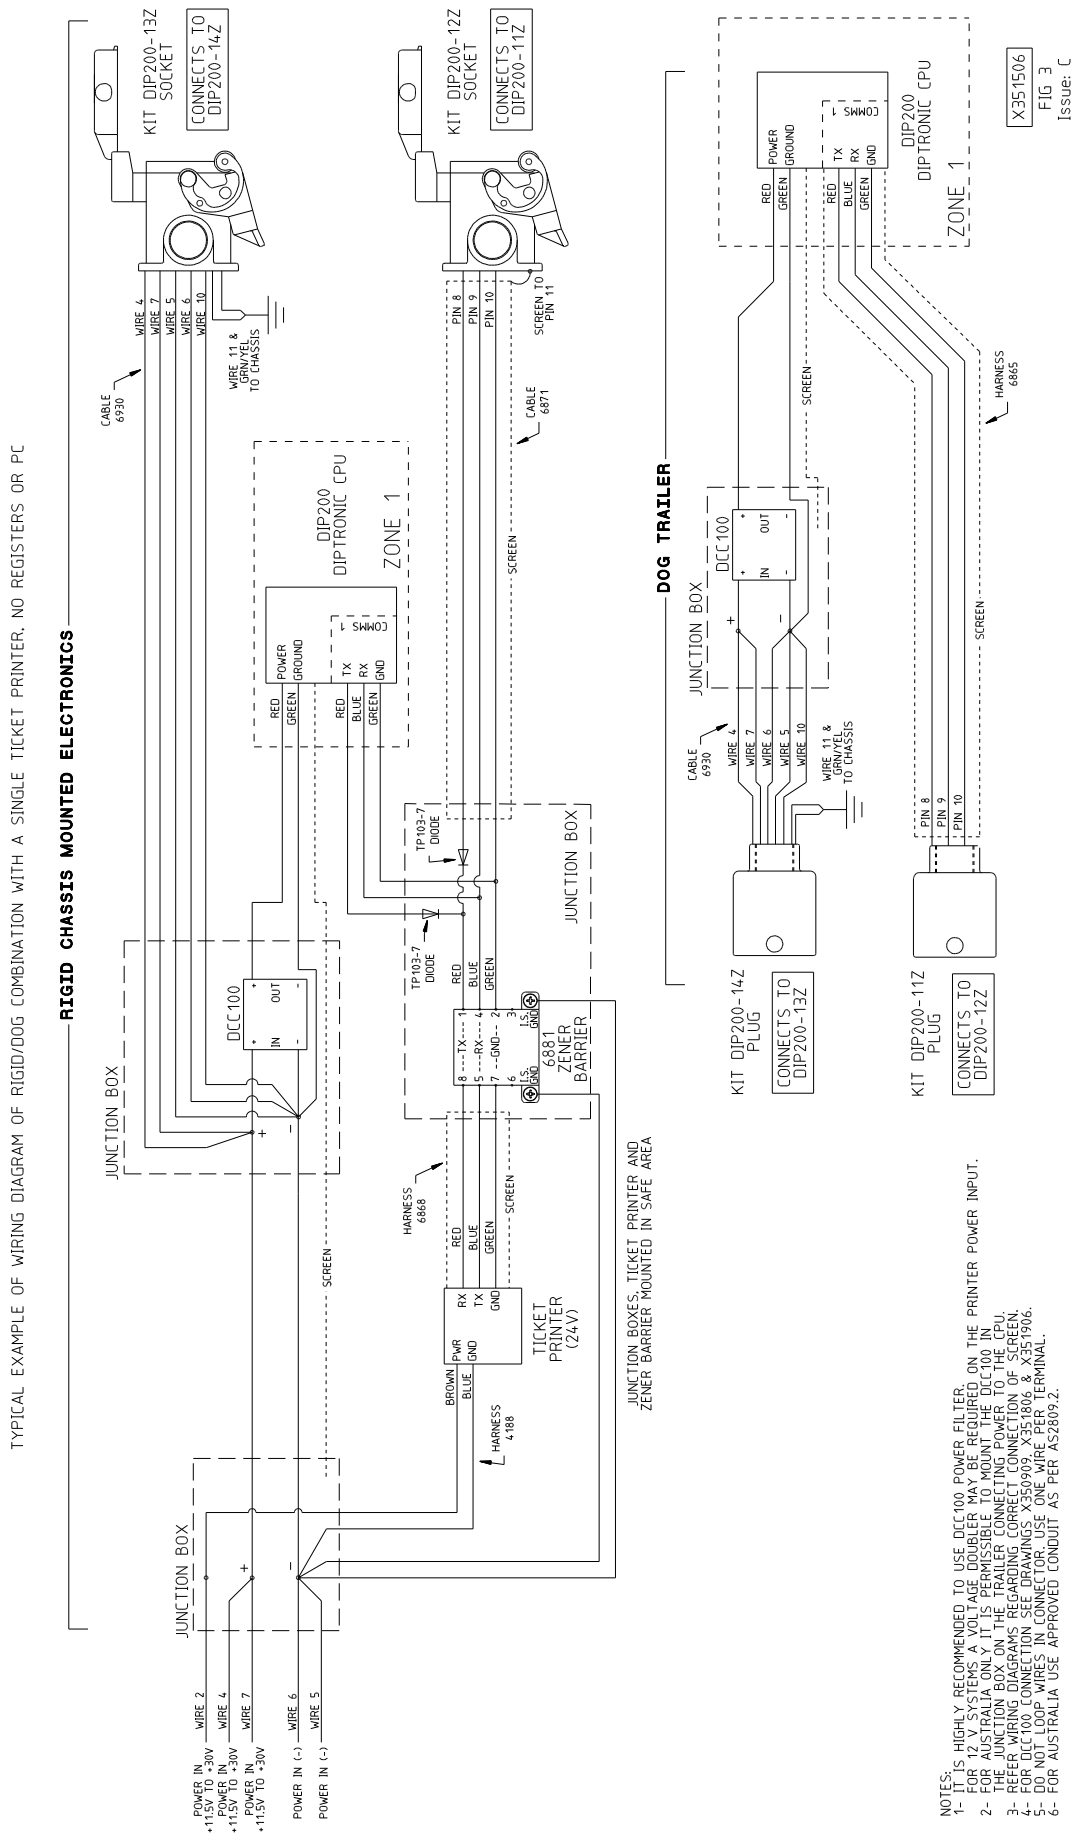 TYPICAL EXAMPLE OF WIRING DIAGRAM OF RIGID/DOG COMBINATION WITH A SINGLE TICKET PRINTER, NO REGISTERS OR PC
RIGID CHASSIS MOUNTED ELECTRONICS
POWER IN
+11.5V TO +30V
WIRE 2
POWER IN
+11.5V TO +30V
WIRE 4
POWER IN
+11.5V TO +30V
WIRE 7
POWER IN (-)
WIRE 6
POWER IN (-)
WIRE 5
JUNCTION BOX
+
-
HARNESS
4188
BROWN
BLUE
PWR
GND
RX
TX
GND
TICKET
PRINTER
(24V)
RED
BLUE
GREEN
SCREEN
HARNESS
6868
SCREEN
JUNCTION BOXES, TICKET PRINTER AND
ZENER BARRIER MOUNTED IN SAFE AREA
JUNCTION BOX
+
-
DCC100
+
+
IN
OUT
-
-
8 ---TX--- 1
5 ---RX--- 4
7 --GND-- 2
6
3
I.S.
GND
I.S.
GND
6881
ZENER
BARRIER
RED
BLUE
GREEN
TP103-7
DIODE
TP103-7
DIODE
JUNCTION BOX
RED
GREEN
RED
BLUE
GREEN
POWER
GROUND
TX
RX
GND
COMMS 1
DIP200
DIPTRONIC CPU
ZONE 1
CABLE
6930
WIRE 4
WIRE 7
WIRE 5
WIRE 6
WIRE 10
WIRE 11 &
GRN/YEL
TO CHASSIS
KIT DIP200-13Z
SOCKET
CONNECTS TO
DIP200-14Z
SCREEN
CABLE
6871
PIN 8
PIN 9
PIN 10
SCREEN TO
PIN 11
KIT DIP200-12Z
SOCKET
CONNECTS TO
DIP200-11Z
DOG TRAILER
KIT DIP200-14Z
PLUG
CONNECTS TO
DIP200-13Z
CABLE
6930
WIRE 4
WIRE 7
WIRE 6
WIRE 5
WIRE 10
WIRE 11 &
GRN/YEL
TO CHASSIS
JUNCTION BOX
+
-
DCC100
+
+
IN
OUT
-
-
SCREEN
RED
GREEN
RED
BLUE
GREEN
POWER
GROUND
TX
RX
GND
COMMS 1
DIP200
DIPTRONIC CPU
ZONE 1
KIT DIP200-11Z
PLUG
CONNECTS TO
DIP200-12Z
PIN 8
PIN 9
PIN 10
SCREEN
HARNESS
6865
NOTES:
1- IT IS HIGHLY RECOMMENDED TO USE DCC100 POWER FILTER.
FOR 12 V SYSTEMS A VOLTAGE DOUBLER MAY BE REQUIRED ON THE PRINTER POWER INPUT.
2- FOR AUSTRALIA ONLY IT IS PERMISSIBLE TO MOUNT THE DCC100 IN
THE JUNCTION BOX ON THE TRAILER CONNECTING POWER TO THE CPU.
3- REFER WIRING DIAGRAMS REGARDING CORRECT CONNECTION OF SCREEN.
4- FOR DCC100 CONNECTION SEE DRAWINGS X350909, X351806 & X351906.
5- DO NOT LOOP WIRES IN CONNECTOR. USE ONE WIRE PER TERMINAL.
6- FOR AUSTRALIA USE APPROVED CONDUIT AS PER AS2809.2.
X351506
FIG 3
Issue: C